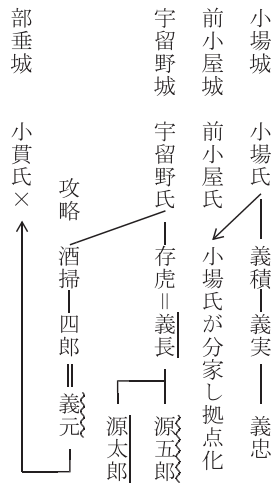 小場城　小場氏　義積　義実　義忠
前小屋城　前小屋氏　小場氏が分家し拠点化
宇留野城　宇留野氏　存虎＝義長　源五郎
源太郎
攻略　酒掃　四郎　義元
部垂城　小貫氏×